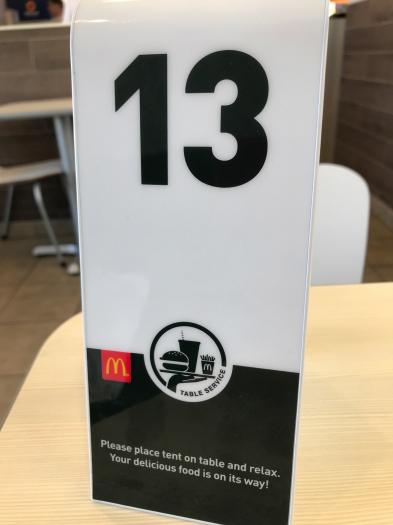 13
TABLE SERVICE
Please place tent on table and relax.
Your delicious food is on its way!